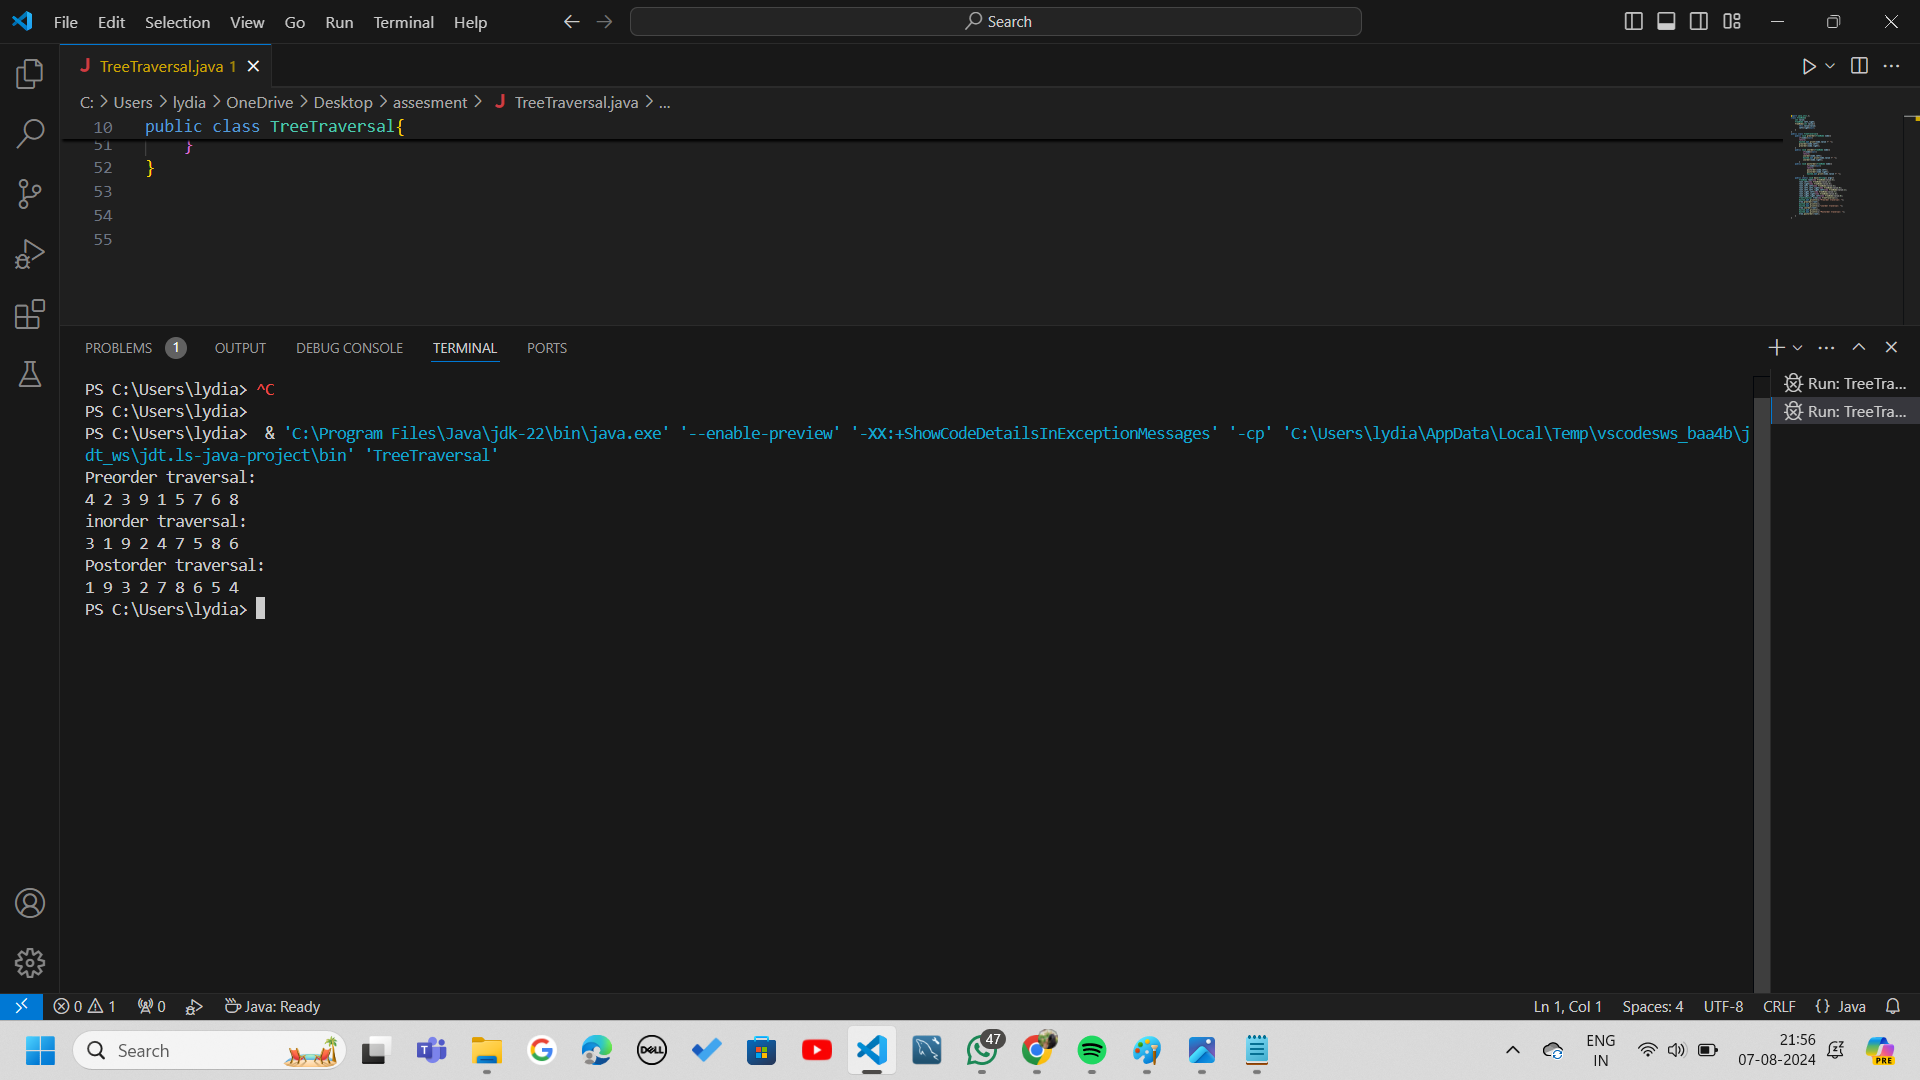 File Edit Selection View Go Run Terminal Help
Search
TreeTraversal.java 1
C: > Users > lydia > OneDrive > Desktop > assesment > J TreeTraversal.java > ...
10 public class TreeTraversal{
51 }
52 }
53
54
55
PROBLEMS 1 OUTPUT DEBUG CONSOLE TERMINAL PORTS
Run: TreeTra...
Run: TreeTra...
PS C:\Users\lydia> ^C
PS C:\Users\lydia>
PS C:\Users\lydia>  & 'C:\Program Files\Java\jdk-22\bin\java.exe' '--enable-preview' '-XX:+ShowCodeDetailsInExceptionMessages' '-cp' 'C:\Users\lydia\AppData\Local\Temp\vscodesws_baa4b\j
dt_ws\jdt.ls-java-project\bin' 'TreeTraversal'
Preorder traversal:
4 2 3 9 1 5 7 6 8
inorder traversal:
3 1 9 2 4 7 5 8 6
Postorder traversal:
1 9 3 2 7 8 6 5 4
PS C:\Users\lydia>
0 1 0 Java: Ready Ln 1, Col 1 Spaces: 4 UTF-8 CRLF {} Java
Search
DELL
47
ENG
IN
21:56
07-08-2024
PRE